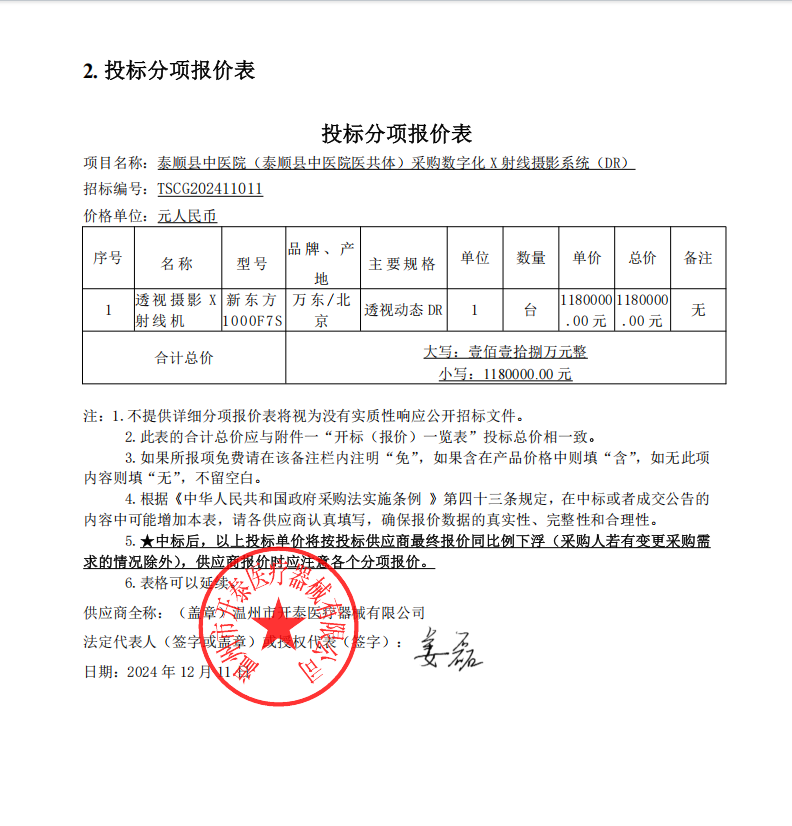 2. 投标分项报价表
投标分项报价表
项目名称：泰顺县中医院（泰顺县中医院医共体）采购数字化 X 射线摄影系统（DR）
招标编号：TSCG202411011
价格单位：元人民币
序号 名称 型号 品牌、产地 主要规格 单位 数量 单价 总价 备注
1 透视摄影 X 射线机 新东方 1000F7S 万东/北京 透视动态 DR 1 台 1180000.00 元 1180000.00 元 无
合计总价 大写：壹佰壹拾捌万元整
小写：1180000.00 元
注：1.不提供详细分项报价表将视为没有实质性响应公开招标文件。
2.此表的合计总价应与附件一“开标（报价）一览表”投标总价相一致。
3.如果所报项免费请在该备注栏内注明“免”，如果含在产品价格中则填“含”，如无此项
内容则填“无”，不留空白。
4.根据《中华人民共和国政府采购法实施条例 》第四十三条规定，在中标或者成交公告的
内容中可能增加本表，请各供应商认真填写，确保报价数据的真实性、完整性和合理性。
5.★中标后，以上投标单价将按投标供应商最终报价同比例下浮（采购人若有变更采购需
求的情况除外），供应商报价时应注意各个分项报价。
6.表格可以延续
供应商全称：（盖章）温州市开泰医疗器械有限公司
法定代表人（签字或盖章）或授权代表（签字）：姜磊
日期：2024 年 12 月 11 日
温州市开泰医疗器械有限公司